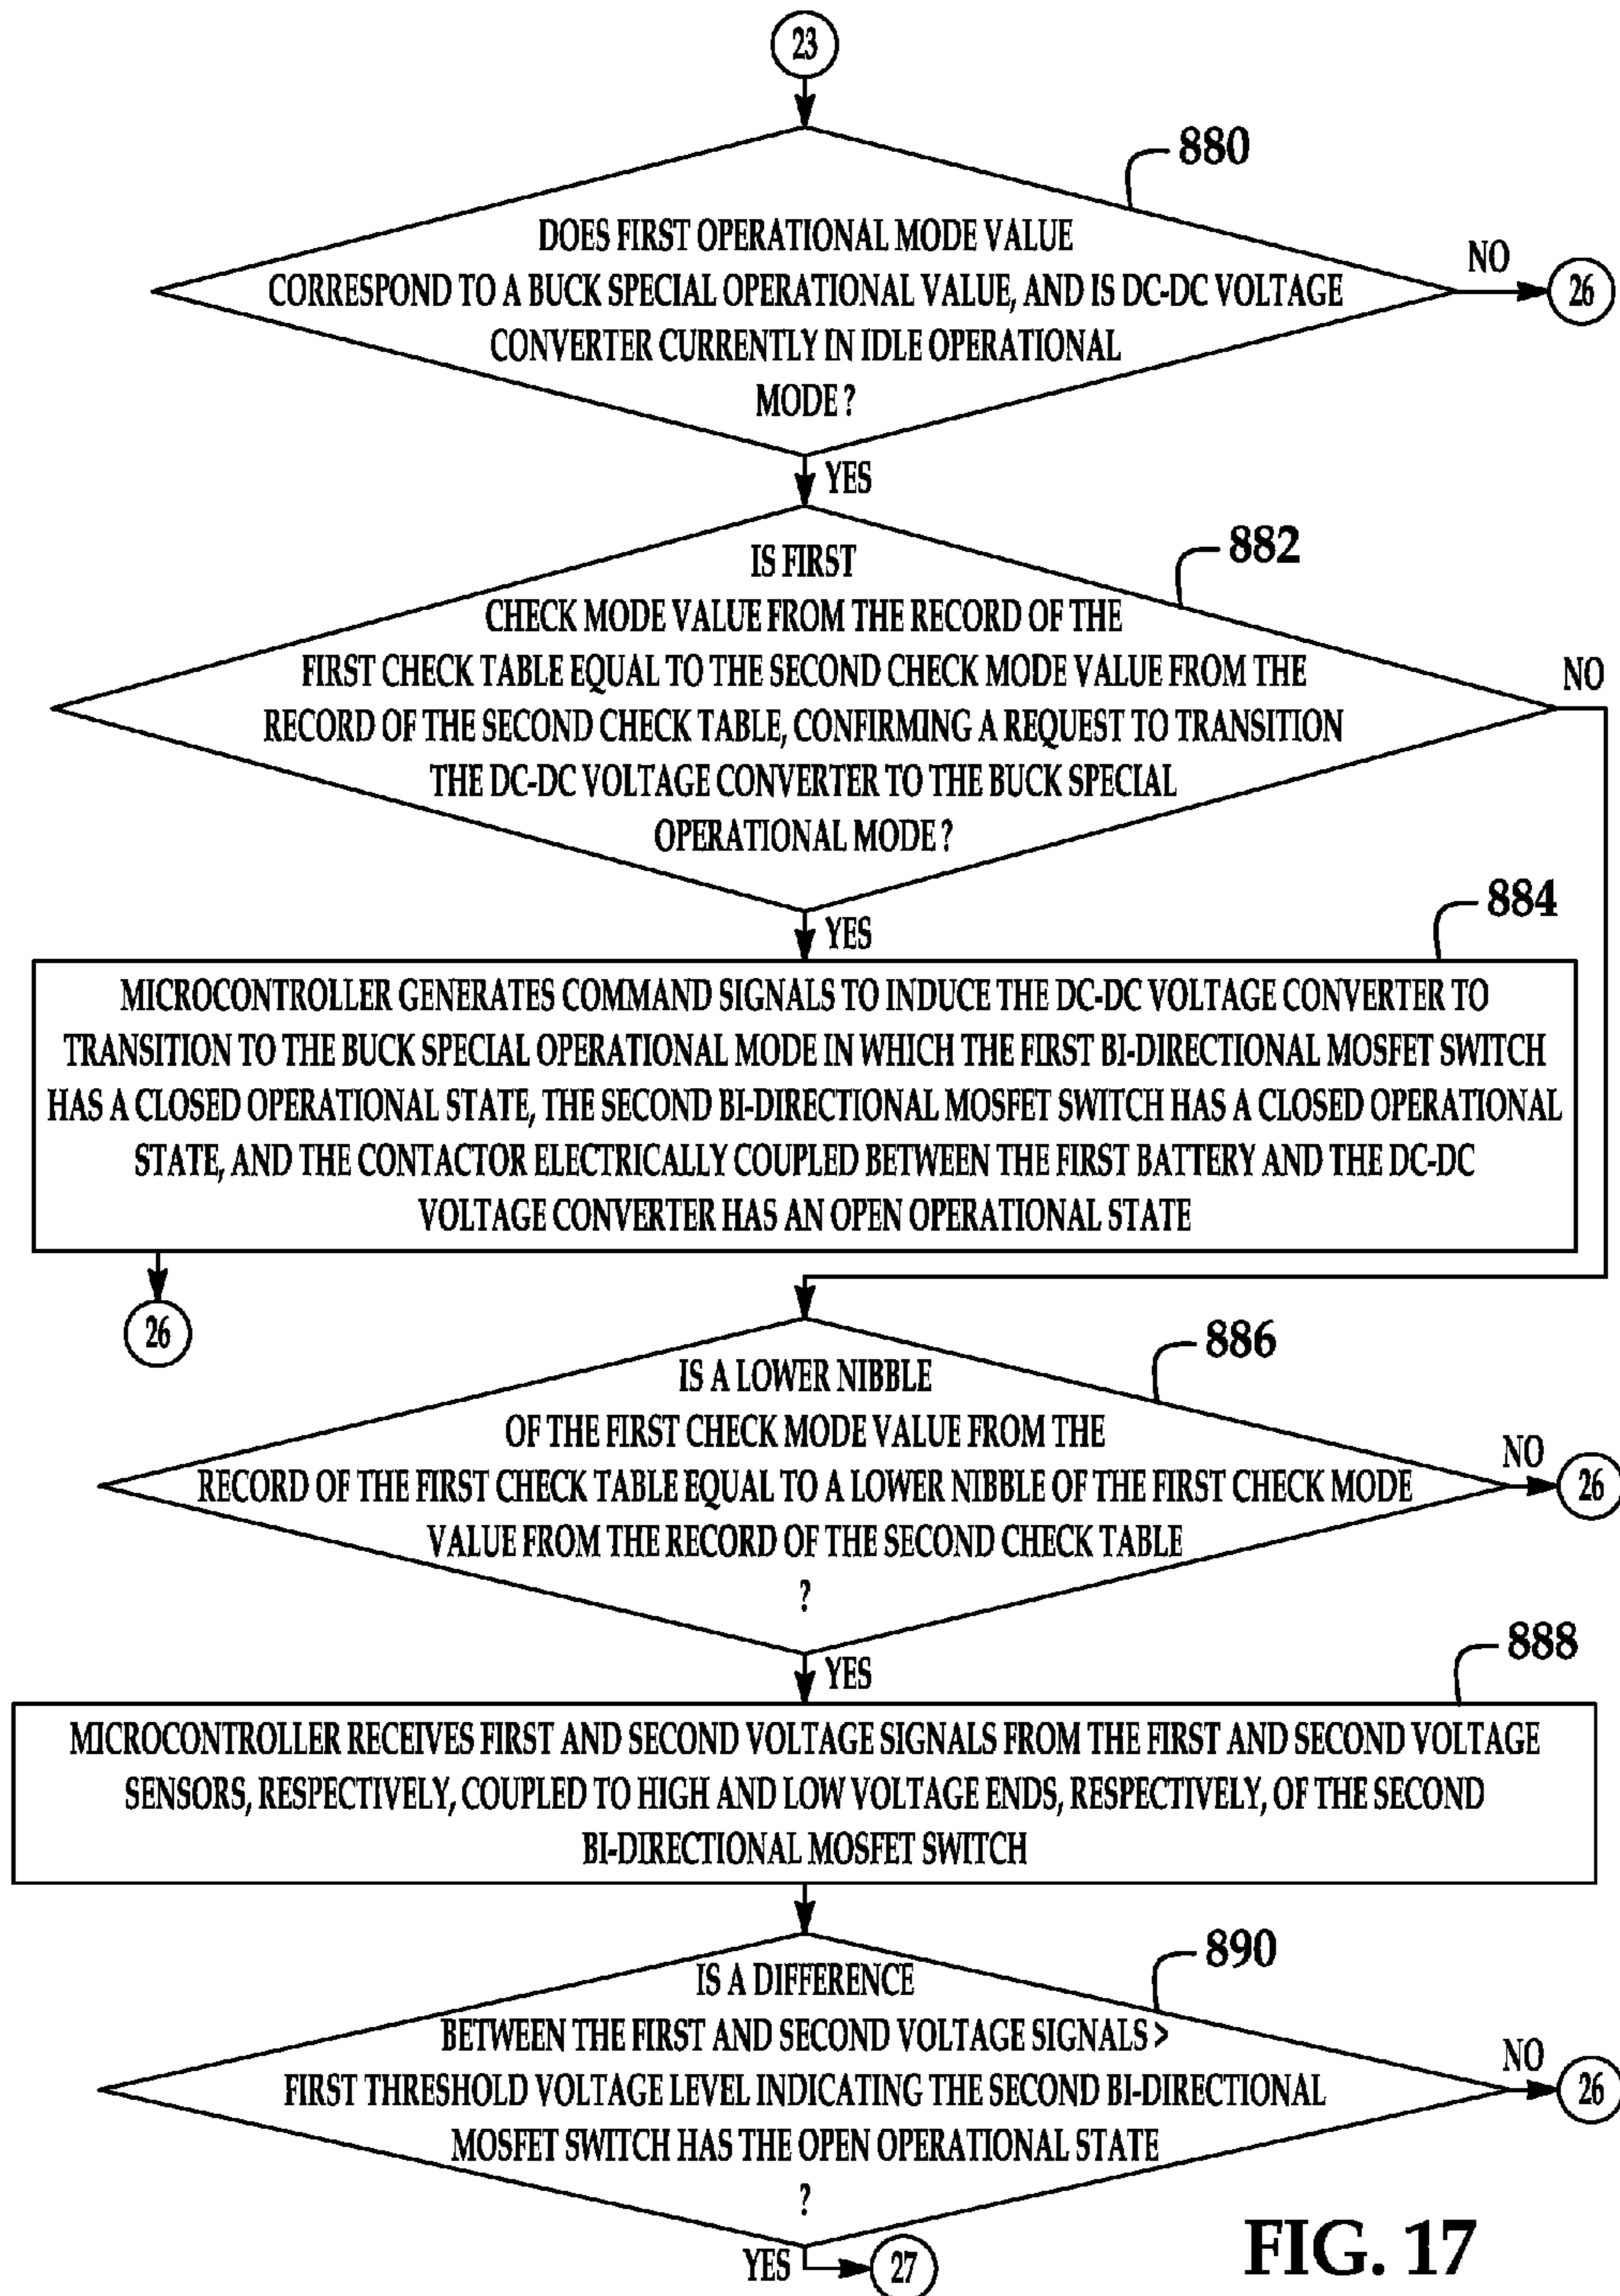 23
880
DOES FIRST OPERATIONAL MODE VALUE
CORRESPOND TO A BUCK SPECIAL OPERATIONAL VALUE, AND IS DC-DC VOLTAGE
CONVERTER CURRENTLY IN IDLE OPERATIONAL
MODE ?
NO
26
YES
882
IS FIRST
CHECK MODE VALUE FROM THE RECORD OF THE
FIRST CHECK TABLE EQUAL TO THE SECOND CHECK MODE VALUE FROM THE
RECORD OF THE SECOND CHECK TABLE, CONFIRMING A REQUEST TO TRANSITION
THE DC-DC VOLTAGE CONVERTER TO THE BUCK SPECIAL
OPERATIONAL MODE ?
NO
YES
884
MICROCONTROLLER GENERATES COMMAND SIGNALS TO INDUCE THE DC-DC VOLTAGE CONVERTER TO
TRANSITION TO THE BUCK SPECIAL OPERATIONAL MODE IN WHICH THE FIRST BI-DIRECTIONAL MOSFET SWITCH
HAS A CLOSED OPERATIONAL STATE, THE SECOND BI-DIRECTIONAL MOSFET SWITCH HAS A CLOSED OPERATIONAL
STATE, AND THE CONTACTOR ELECTRICALLY COUPLED BETWEEN THE FIRST BATTERY AND THE DC-DC
VOLTAGE CONVERTER HAS AN OPEN OPERATIONAL STATE
26
886
IS A LOWER NIBBLE
OF THE FIRST CHECK MODE VALUE FROM THE
RECORD OF THE FIRST CHECK TABLE EQUAL TO A LOWER NIBBLE OF THE FIRST CHECK MODE
VALUE FROM THE RECORD OF THE SECOND CHECK TABLE
?
NO
26
YES
888
MICROCONTROLLER RECEIVES FIRST AND SECOND VOLTAGE SIGNALS FROM THE FIRST AND SECOND VOLTAGE
SENSORS, RESPECTIVELY, COUPLED TO HIGH AND LOW VOLTAGE ENDS, RESPECTIVELY, OF THE SECOND
BI-DIRECTIONAL MOSFET SWITCH
890
IS A DIFFERENCE
BETWEEN THE FIRST AND SECOND VOLTAGE SIGNALS >
FIRST THRESHOLD VOLTAGE LEVEL INDICATING THE SECOND BI-DIRECTIONAL
MOSFET SWITCH HAS THE OPEN OPERATIONAL STATE
?
NO
26
YES
27
FIG. 17